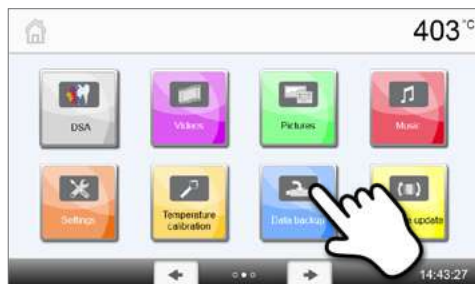 403 °C
DSA
Videos
Pictures
Music
Settings
Temperature
calibration
Data backup
update
14:43:27